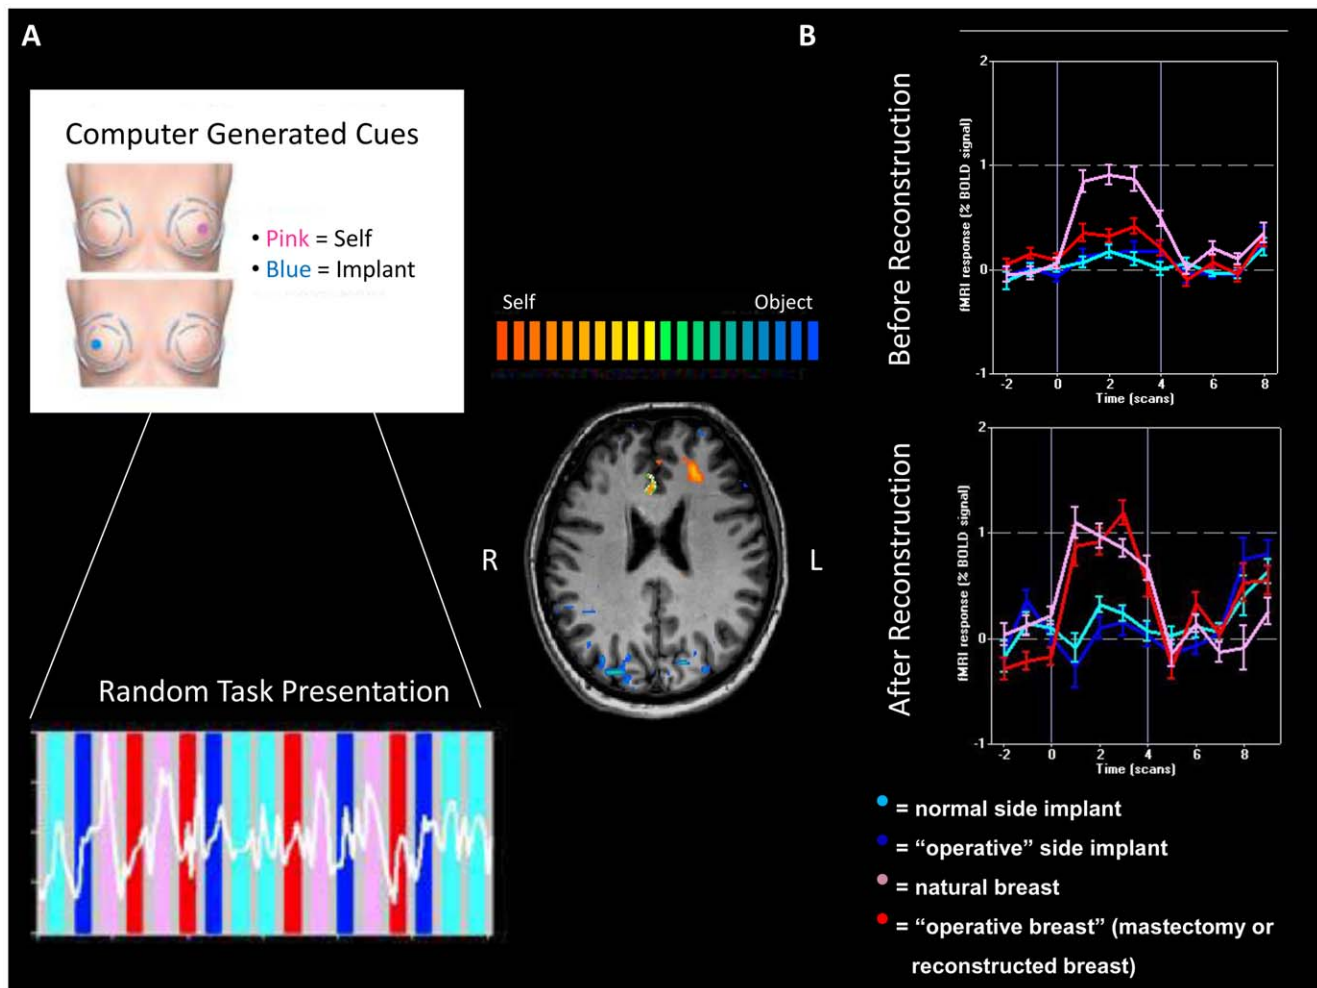 A
B
Computer Generated Cues
• Pink = Self
• Blue = Implant
Self
Object
R
L
Random Task Presentation
Before Reconstruction
fMRI response (% BOLD signal)
2
1
0
-1
-2
0
2
4
6
8
Time (scans)
After Reconstruction
fMRI response (% BOLD signal)
2
1
0
-1
-2
0
2
4
6
8
Time (scans)
= normal side implant
= “operative” side implant
= natural breast
= “operative breast” (mastectomy or
reconstructed breast)